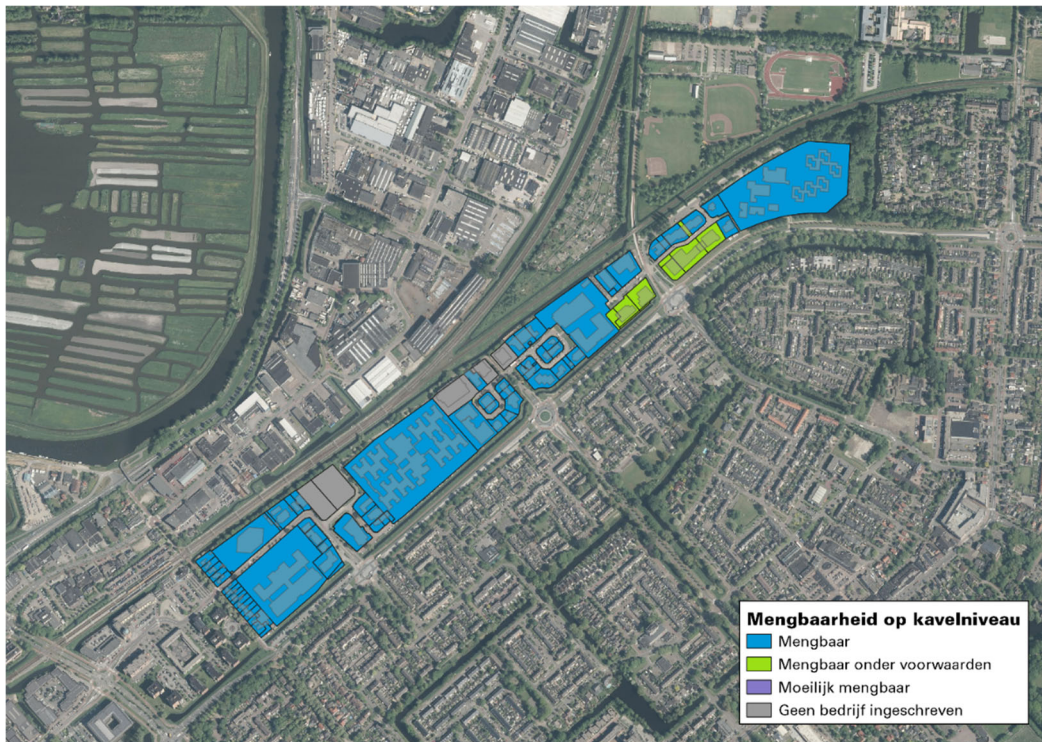 Mengbaarheid op kavelniveau
Mengbaar
Mengbaar onder voorwaarden
Moeilijk mengbaar
Geen bedrijf ingeschreven